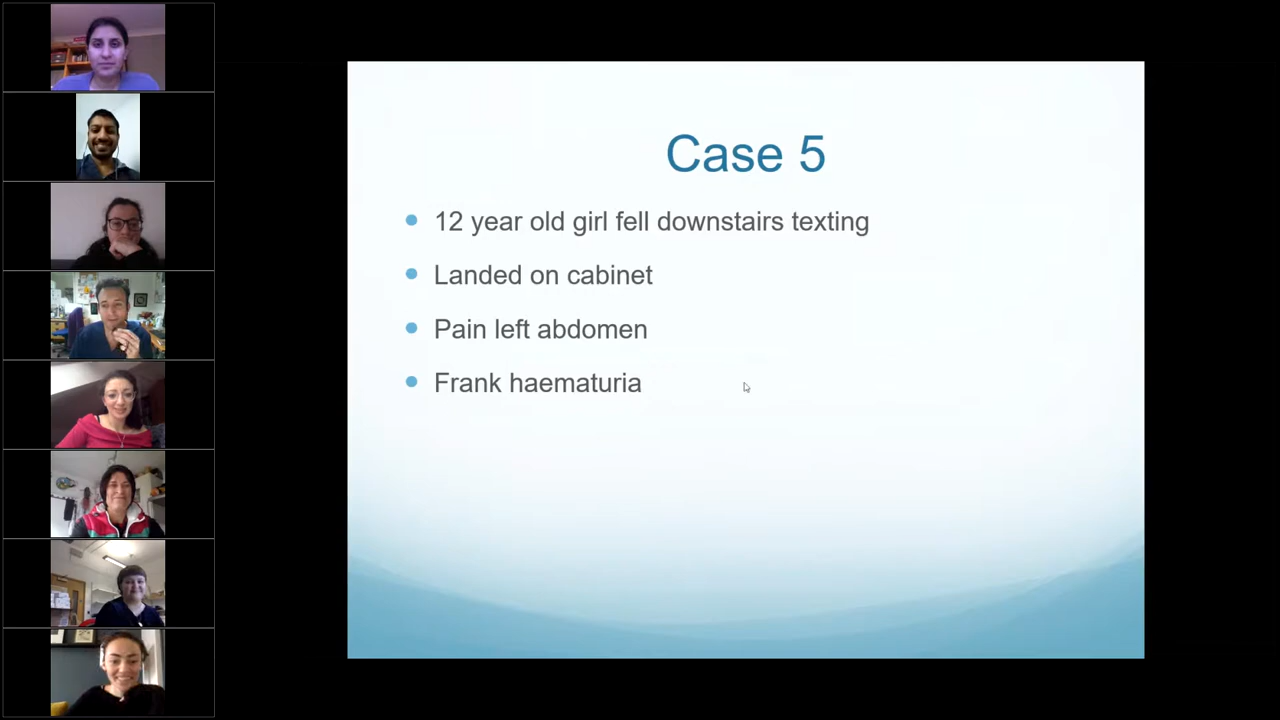 Case 5
12 year old girl fell downstairs texting
Landed on cabinet
Pain left abdomen
Frank haematuria